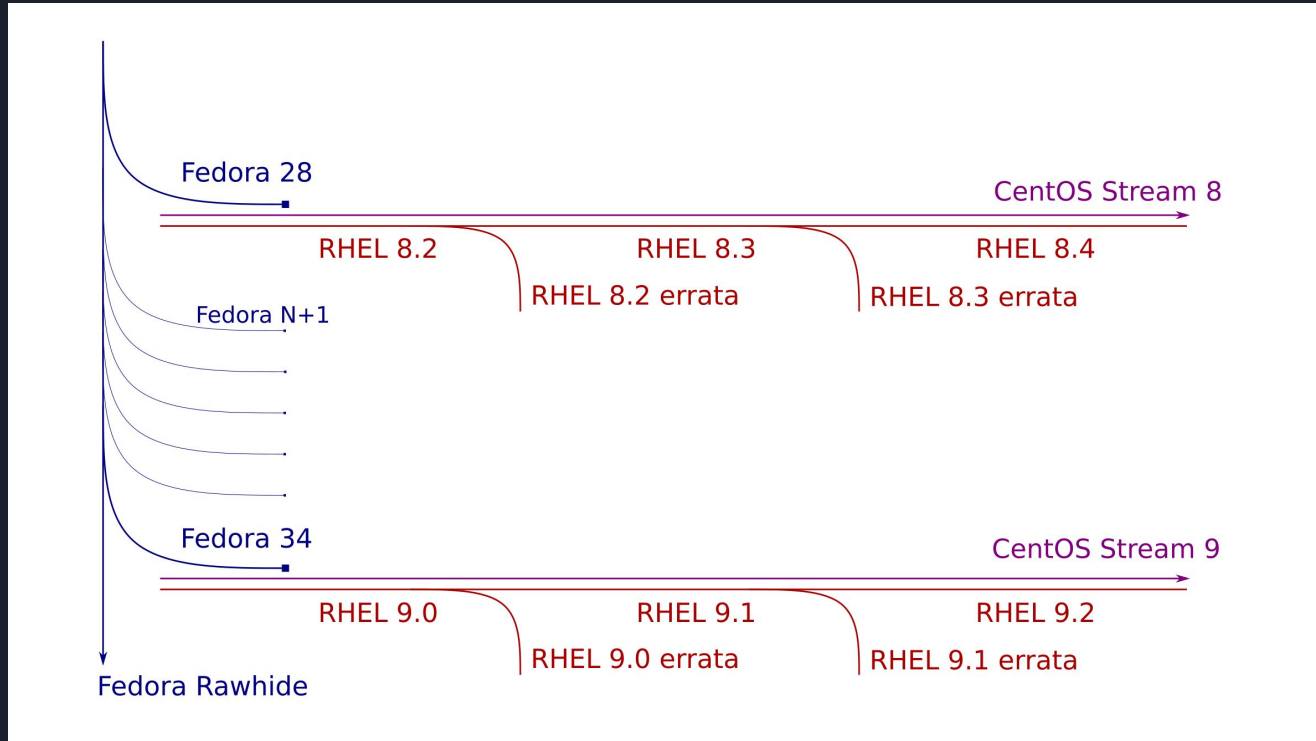 Fedora 28
CentOS Stream 8
RHEL 8.2
RHEL 8.3
RHEL 8.4
RHEL 8.2 errata
RHEL 8.3 errata
Fedora N+1
Fedora 34
CentOS Stream 9
RHEL 9.0
RHEL 9.1
RHEL 9.2
RHEL 9.0 errata
RHEL 9.1 errata
Fedora Rawhide